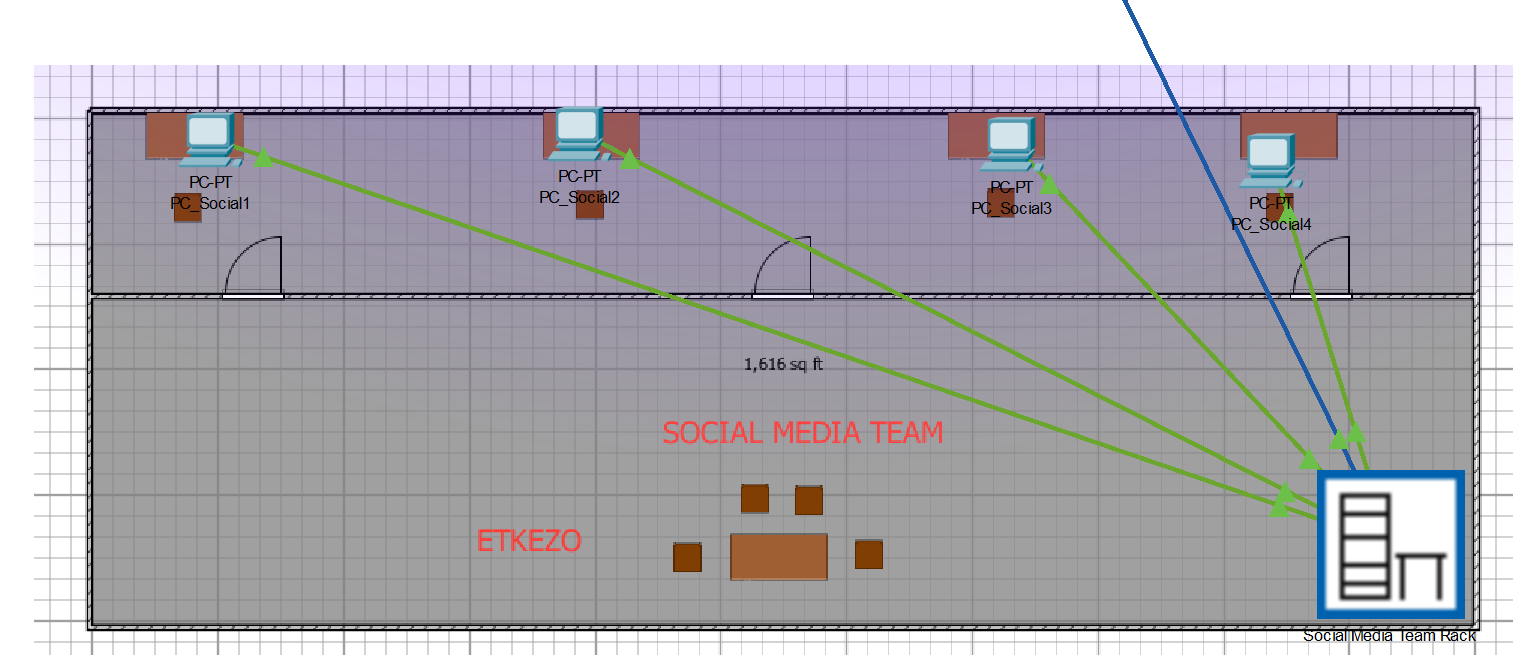 PC-PT
PC_Social1
PC-PT
PC_Social2
PC-PT
PC_Social3
PC-PT
PC_Social4
1,616 sq ft
SOCIAL MEDIA TEAM
ETKEZO
Social Media Team Rack